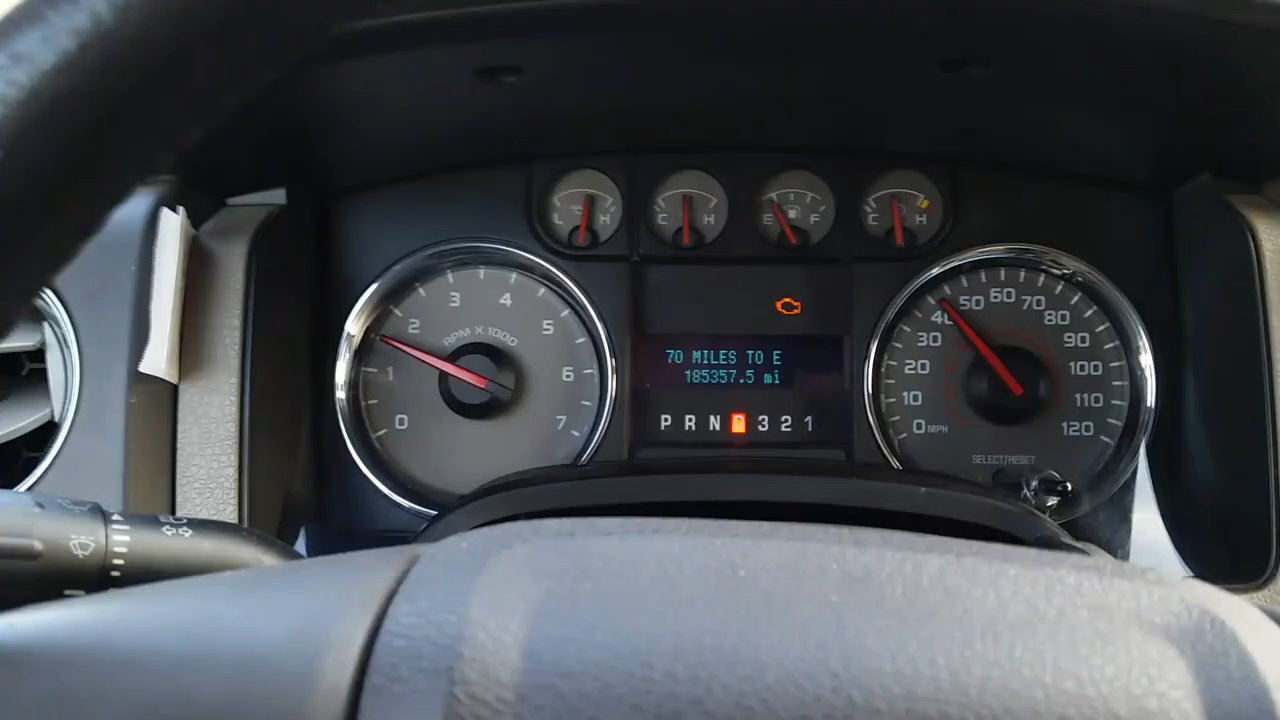 L H
C H
E F
C H
0 1 2 3 4 5 6 7
RPM X 1000
70 MILES TO E
185357.5 mi
P R N D 3 2 1
0 MPH 10 20 30 40 50 60 70 80 90 100 110 120
SELECT/RESET